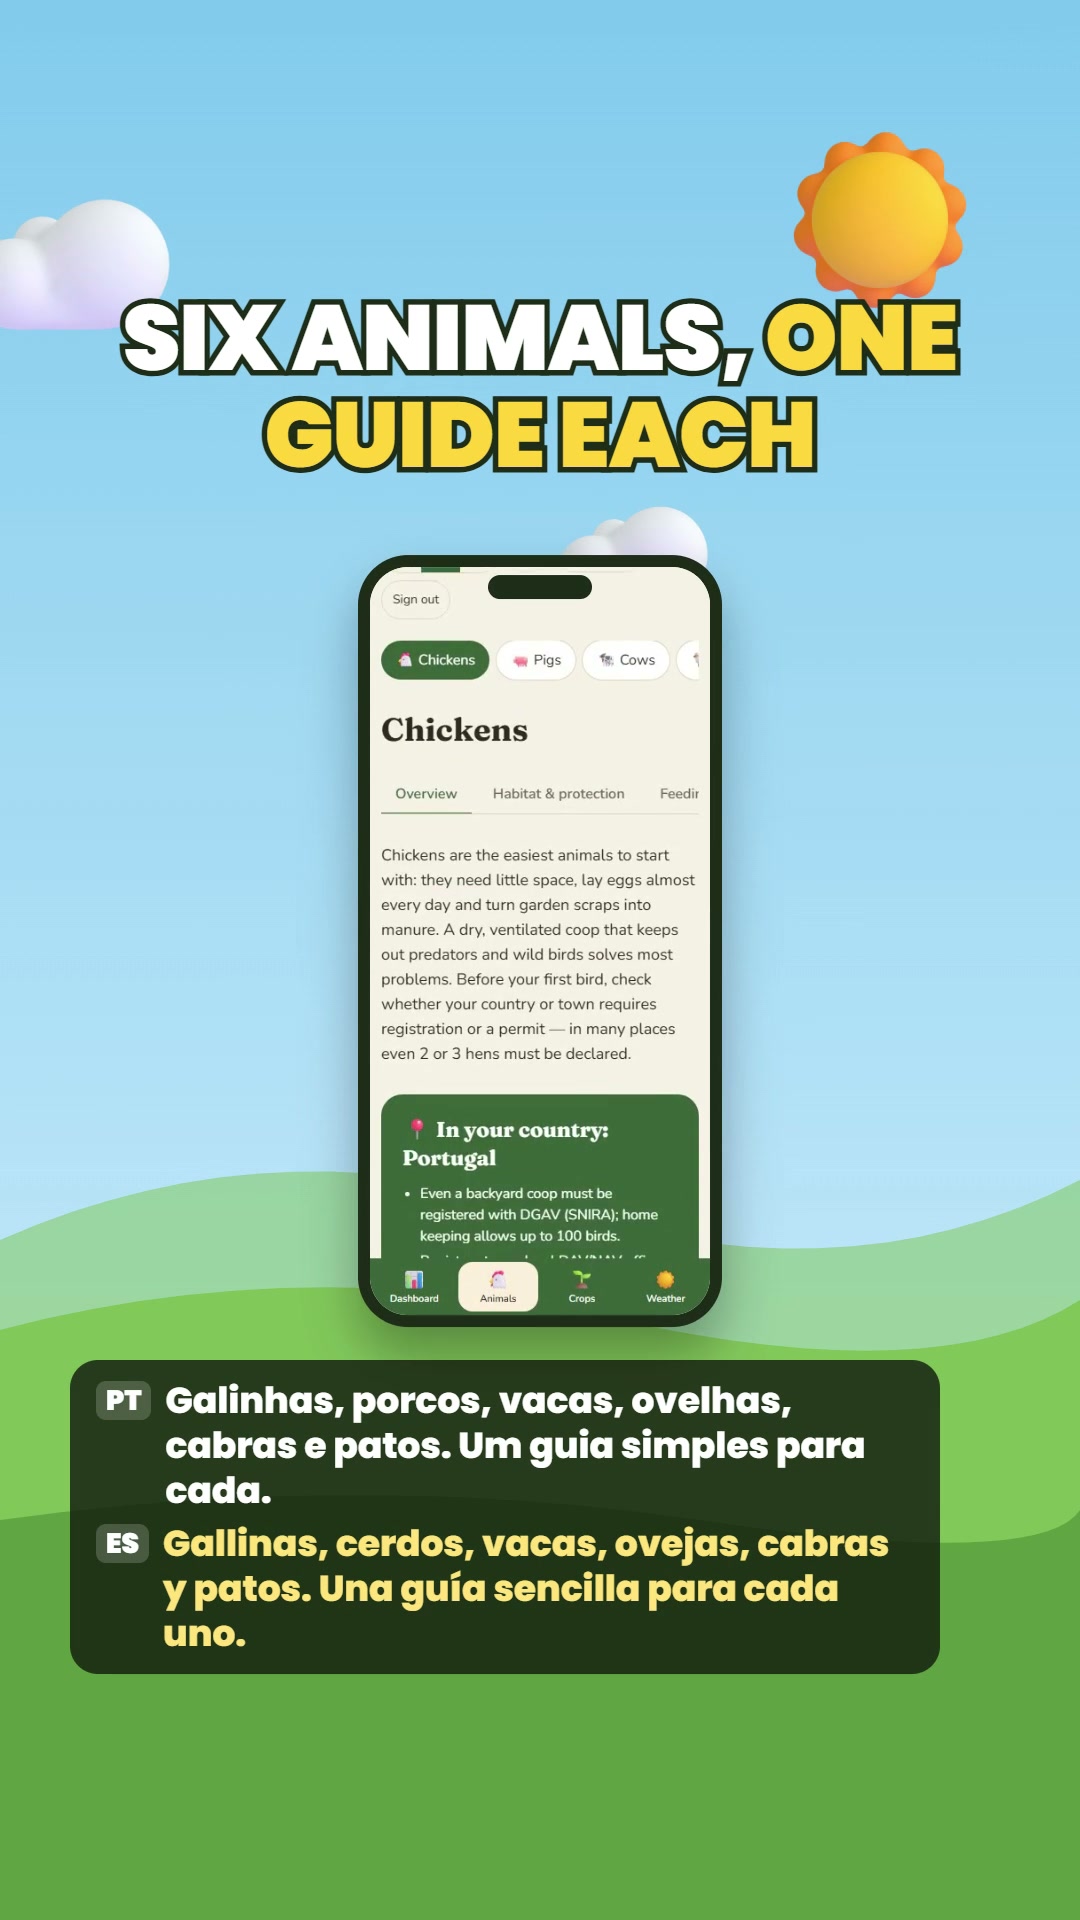 SIX ANIMALS, ONE
GUIDE EACH
Sign out
Chickens
Pigs
Cows
Chickens
Overview
Habitat & protection
Feedin
Chickens are the easiest animals to start
with: they need little space, lay eggs almost
every day and turn garden scraps into
manure. A dry, ventilated coop that keeps
out predators and wild birds solves most
problems. Before your first bird, check
whether your country or town requires
registration or a permit — in many places
even 2 or 3 hens must be declared.
In your country:
Portugal
• Even a backyard coop must be
registered with DGAV (SNIRA); home
keeping allows up to 100 birds.
Dashboard
Animals
Crops
Weather
PT Galinhas, porcos, vacas, ovelhas,
cabras e patos. Um guia simples para
cada.
ES Gallinas, cerdos, vacas, ovejas, cabras
y patos. Una guía sencilla para cada
uno.